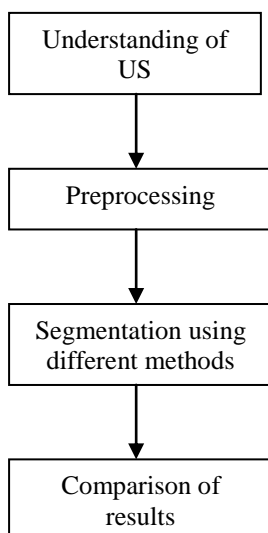 Understanding of
US
Preprocessing
Segmentation using
different methods
Comparison of
results